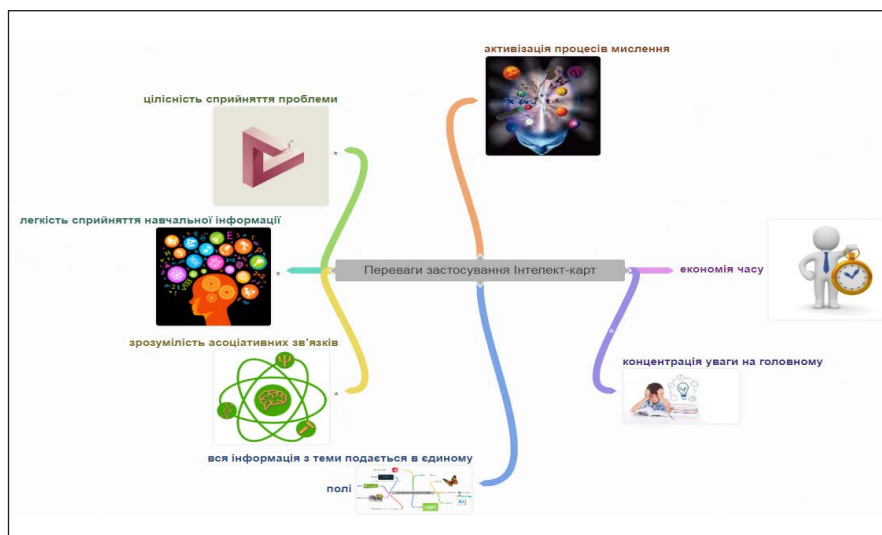 активізація процесів мислення
цілісність сприйняття проблеми
легкість сприйняття навчальної інформації
Переваги застосування Інтелект-карт
економія часу
зрозумілість асоціативних зв'язків
концентрація уваги на головному
вся інформація з теми подається в єдиному
полі